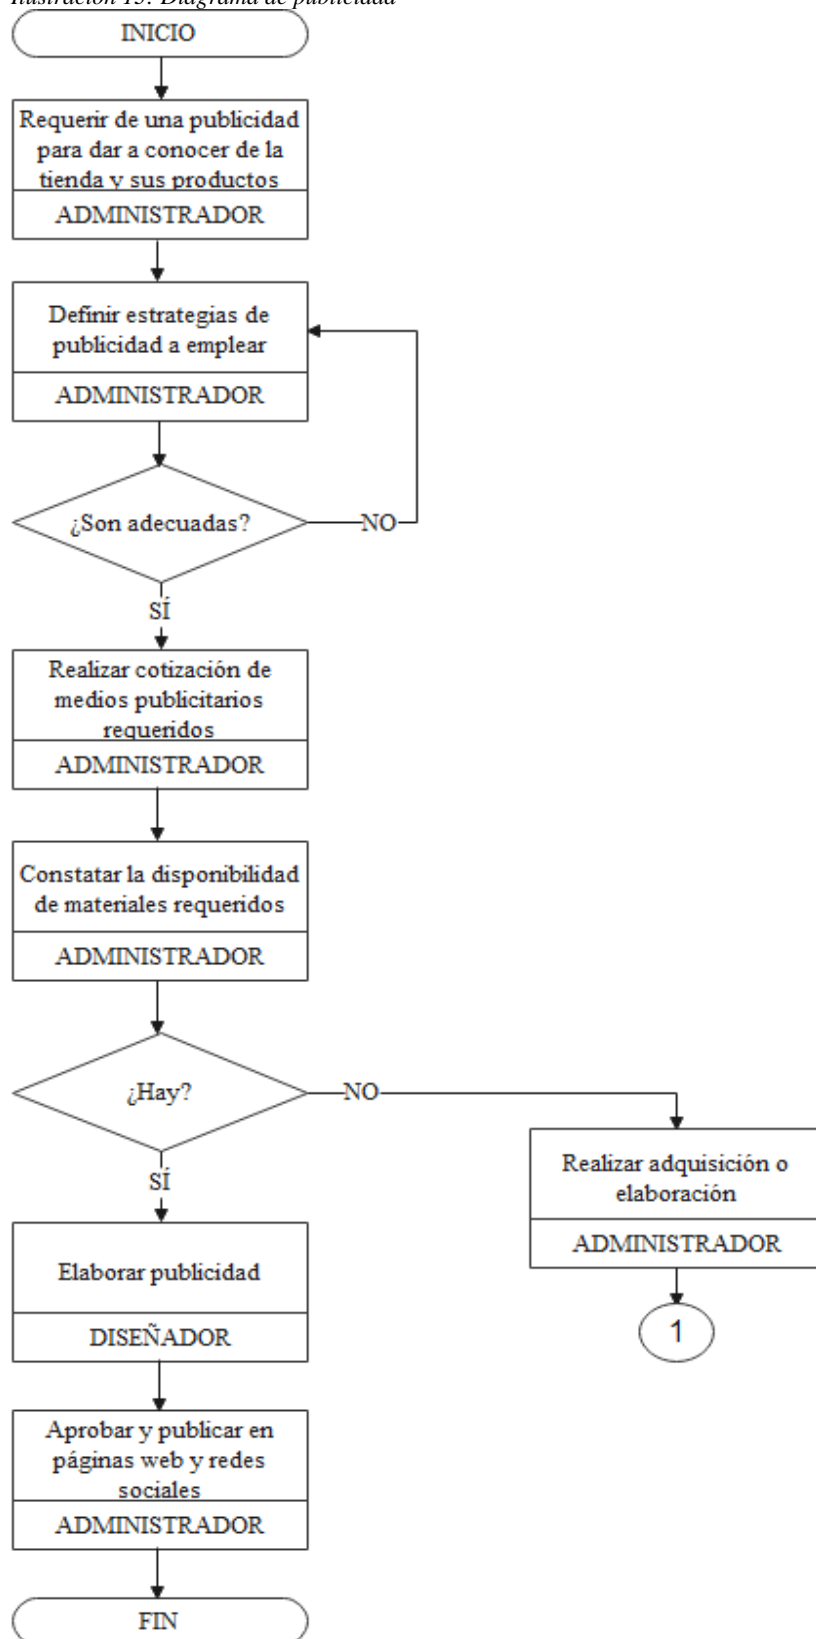 Ilustración 15: Diagrama de publicidad
INICIO
Requerir de una publicidad
para dar a conocer de la
tienda y sus productos
ADMINISTRADOR
Definir estrategias de
publicidad a emplear
ADMINISTRADOR
¿Son adecuadas?
NO
SÍ
Realizar cotización de
medios publicitarios
requeridos
ADMINISTRADOR
Constatar la disponibilidad
de materiales requeridos
ADMINISTRADOR
¿Hay?
NO
SÍ
Realizar adquisición o
elaboración
ADMINISTRADOR
1
Elaborar publicidad
DISEÑADOR
Aprobar y publicar en
páginas web y redes
sociales
ADMINISTRADOR
FIN